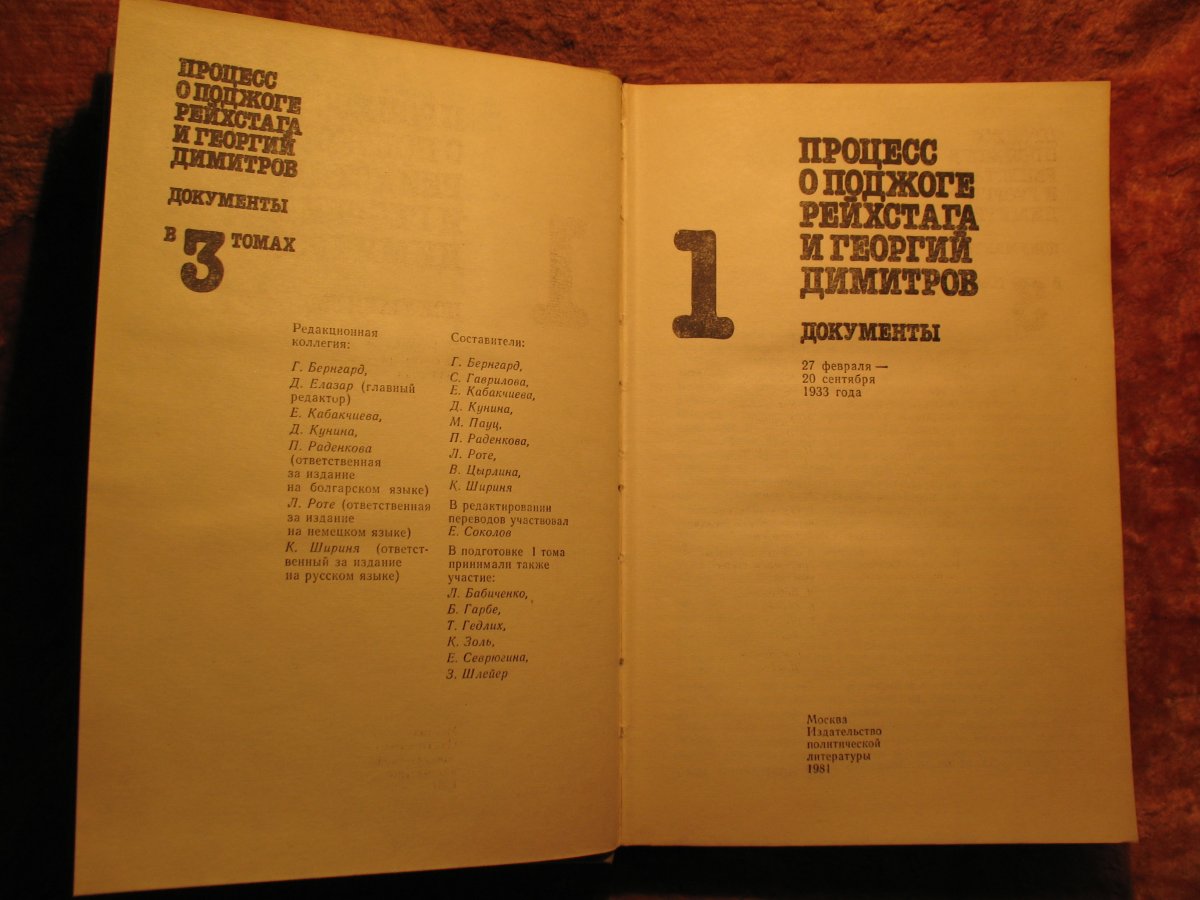 ПРОЦЕСС
О ПОДЖОГЕ
РЕЙХСТАГА
И ГЕОРГИЙ
ДИМИТРОВ
ДОКУМЕНТЫ
В 3 ТОМАХ
Редакционная
коллегия:
Г. Бернгард,
Д. Елазар (главный
редактор)
Е. Кабакчиева,
Д. Кунина,
П. Раденкова
(ответственная
за издание
на болгарском языке)
Л. Роте (ответственная
за издание
на немецком языке)
К. Шириня (ответст-
венный за издание
на русском языке)
Составители:
Г. Бернгард,
С. Гаврилова,
Е. Кабакчиева,
Д. Кунина,
М. Пауц,
П. Раденкова,
Л. Роте,
В. Цырлина,
К. Шириня
В редактировании
переводов участвовал
Е. Соколов
В подготовке 1 тома
принимали также
участие:
Л. Бабиченко,
Б. Гарбе,
Т. Гедлих,
К. Золь,
Е. Севрюгина,
З. Шлейер
1
ПРОЦЕСС
О ПОДЖОГЕ
РЕЙХСТАГА
И ГЕОРГИЙ
ДИМИТРОВ
ДОКУМЕНТЫ
27 февраля —
20 сентября
1933 года
Москва
Издательство
политической
литературы
1981